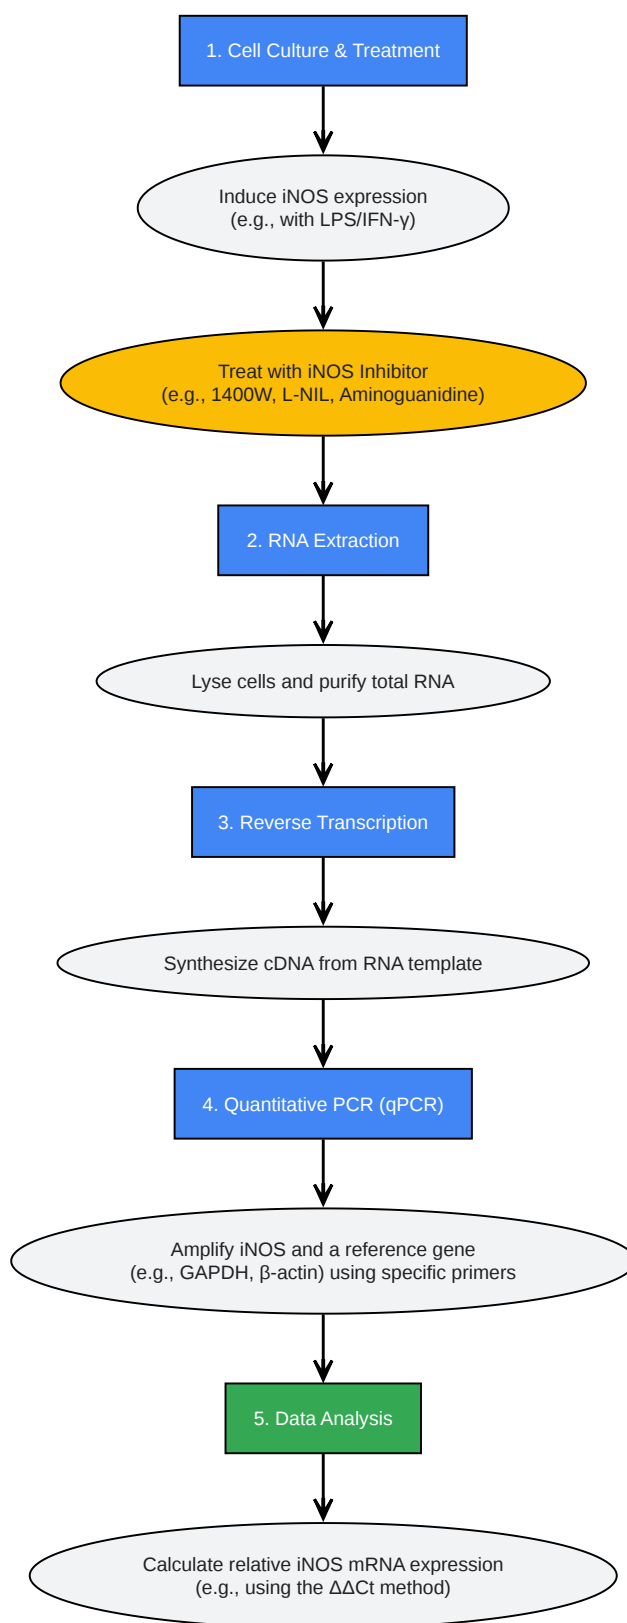 1. Cell Culture & Treatment
Induce iNOS expression
(e.g., with LPS/IFN-γ)
Treat with iNOS Inhibitor
(e.g., 1400W, L-NIL, Aminoguanidine)
2. RNA Extraction
Lyse cells and purify total RNA
3. Reverse Transcription
Synthesize cDNA from RNA template
4. Quantitative PCR (qPCR)
Amplify iNOS and a reference gene
(e.g., GAPDH, β-actin) using specific primers
5. Data Analysis
Calculate relative iNOS mRNA expression
(e.g., using the ΔΔCt method)